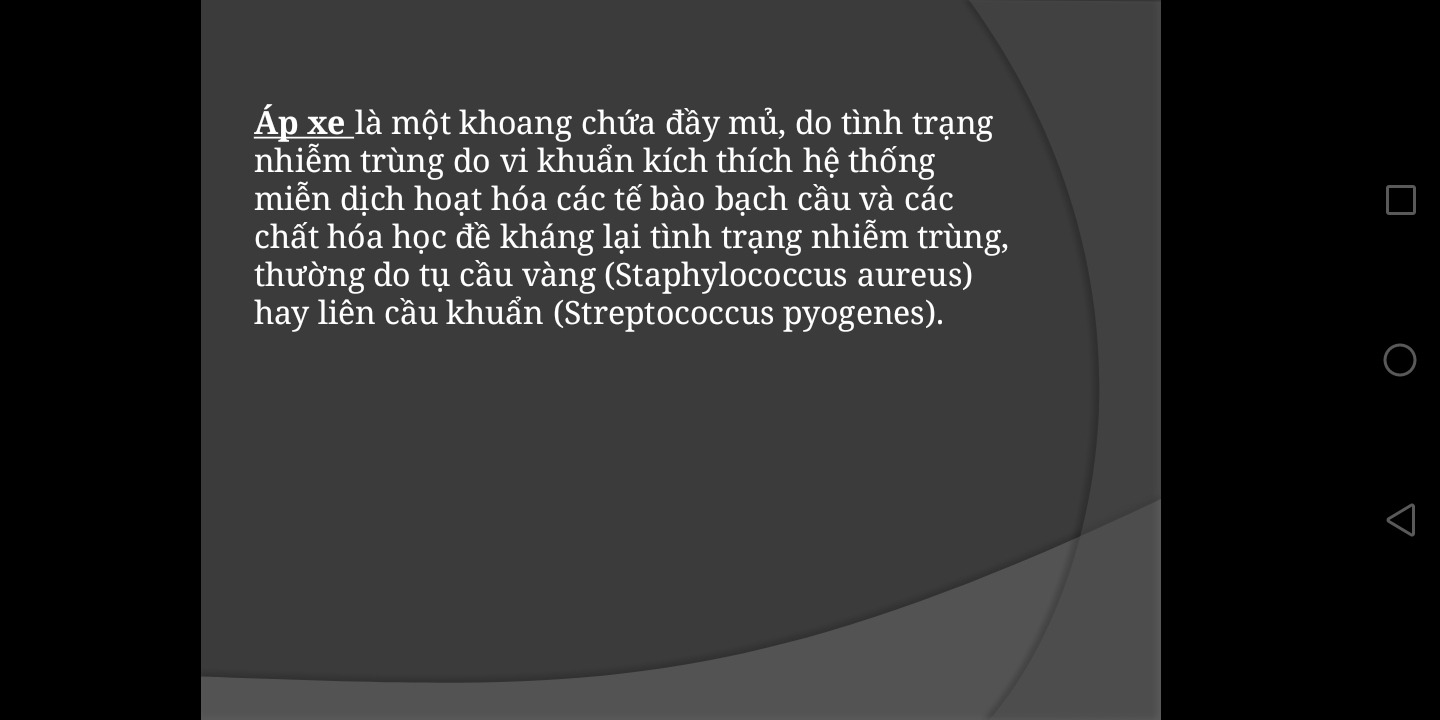 Áp xe là một khoang chứa đầy mủ, do tình trạng
nhiễm trùng do vi khuẩn kích thích hệ thống
miễn dịch hoạt hóa các tế bào bạch cầu và các
chất hóa học đề kháng lại tình trạng nhiễm trùng,
thường do tụ cầu vàng (Staphylococcus aureus)
hay liên cầu khuẩn (Streptococcus pyogenes).